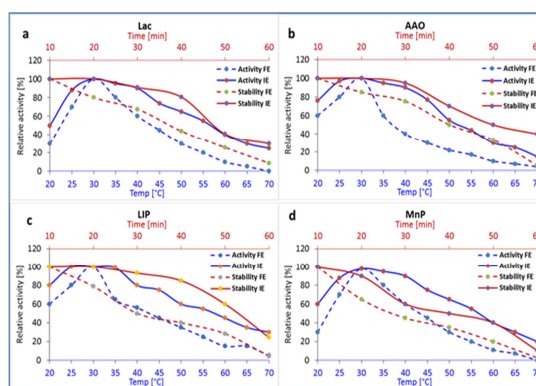 a
Lac
Time [min]
10 20 30 40 50 60
120
100
80
60
40
20
0
Relative activity [%]
Activity FE
Activity IE
Stability FE
Stability IE
20 25 30 35 40 45 50 55 60 65 70
Temp [°C]
b
AAO
Time [min]
10 20 30 40 50 60
120
100
80
60
40
20
0
Relative activity [%]
Activity FE
Activity IE
Stability FE
Stability IE
20 25 30 35 40 45 50 55 60 65 70
Temp [°C]
c
LIP
Time [min]
10 20 30 40 50 60
120
100
80
60
40
20
0
Relative activity [%]
Activity FE
Activity IE
Stability FE
Stability IE
20 25 30 35 40 45 50 55 60 65 70
Temp [°C]
d
MnP
Time [min]
10 20 30 40 50 60
120
100
80
60
40
20
0
Relative activity [%]
Activity FE
Activity IE
Stability FE
Stability IE
20 25 30 35 40 45 50 55 60 65 70
Temp [°C]